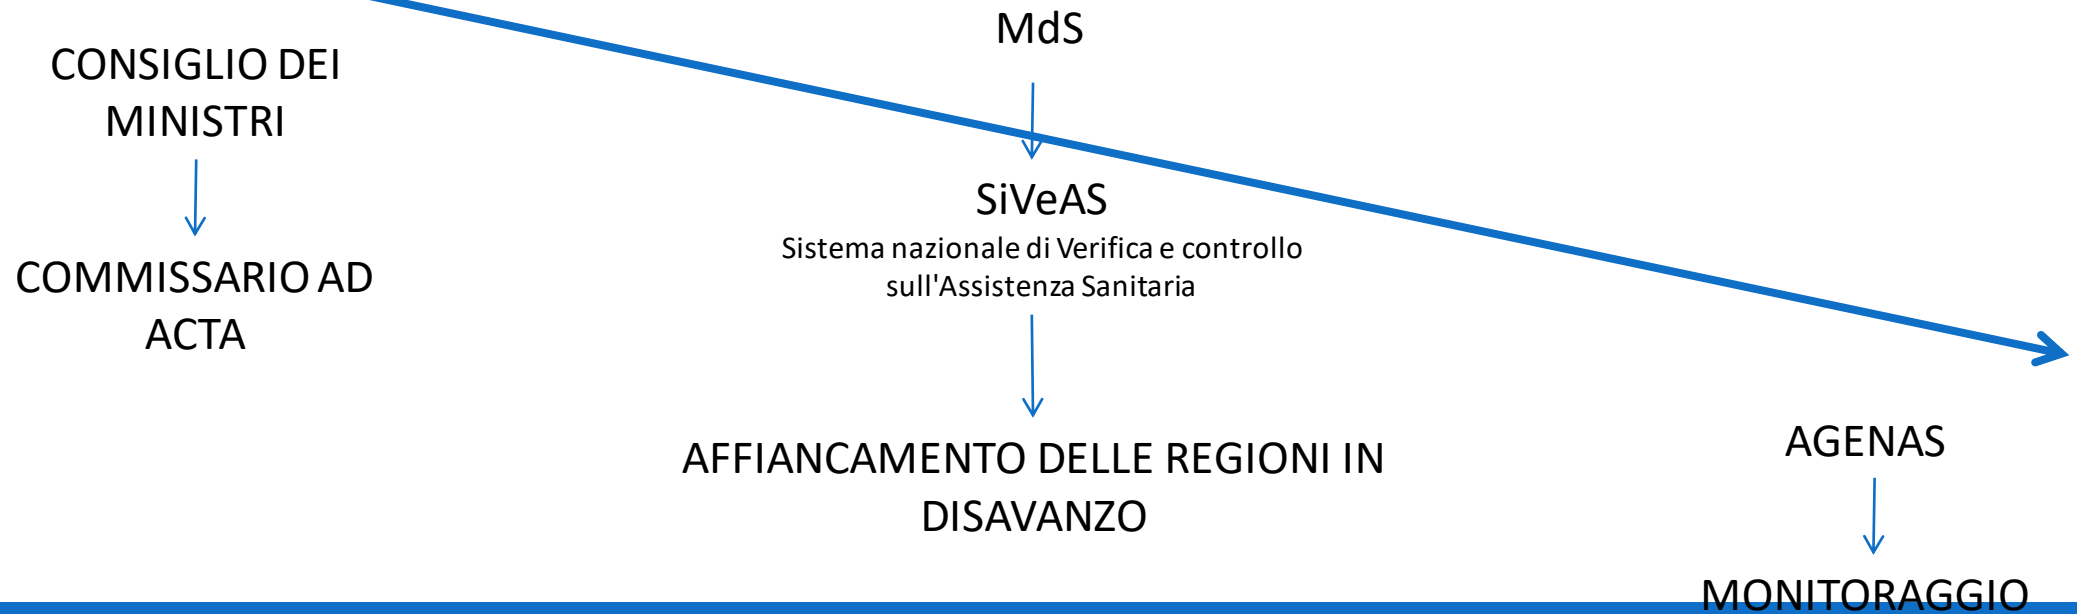 CONSIGLIO DEI
MINISTRI
COMMISSARIO AD
ACTA
MdS
SiVeAS
Sistema nazionale di Verifica e controllo
sull'Assistenza Sanitaria
AFFIANCAMENTO DELLE REGIONI IN
DISAVANZO
AGENAS
MONITORAGGIO